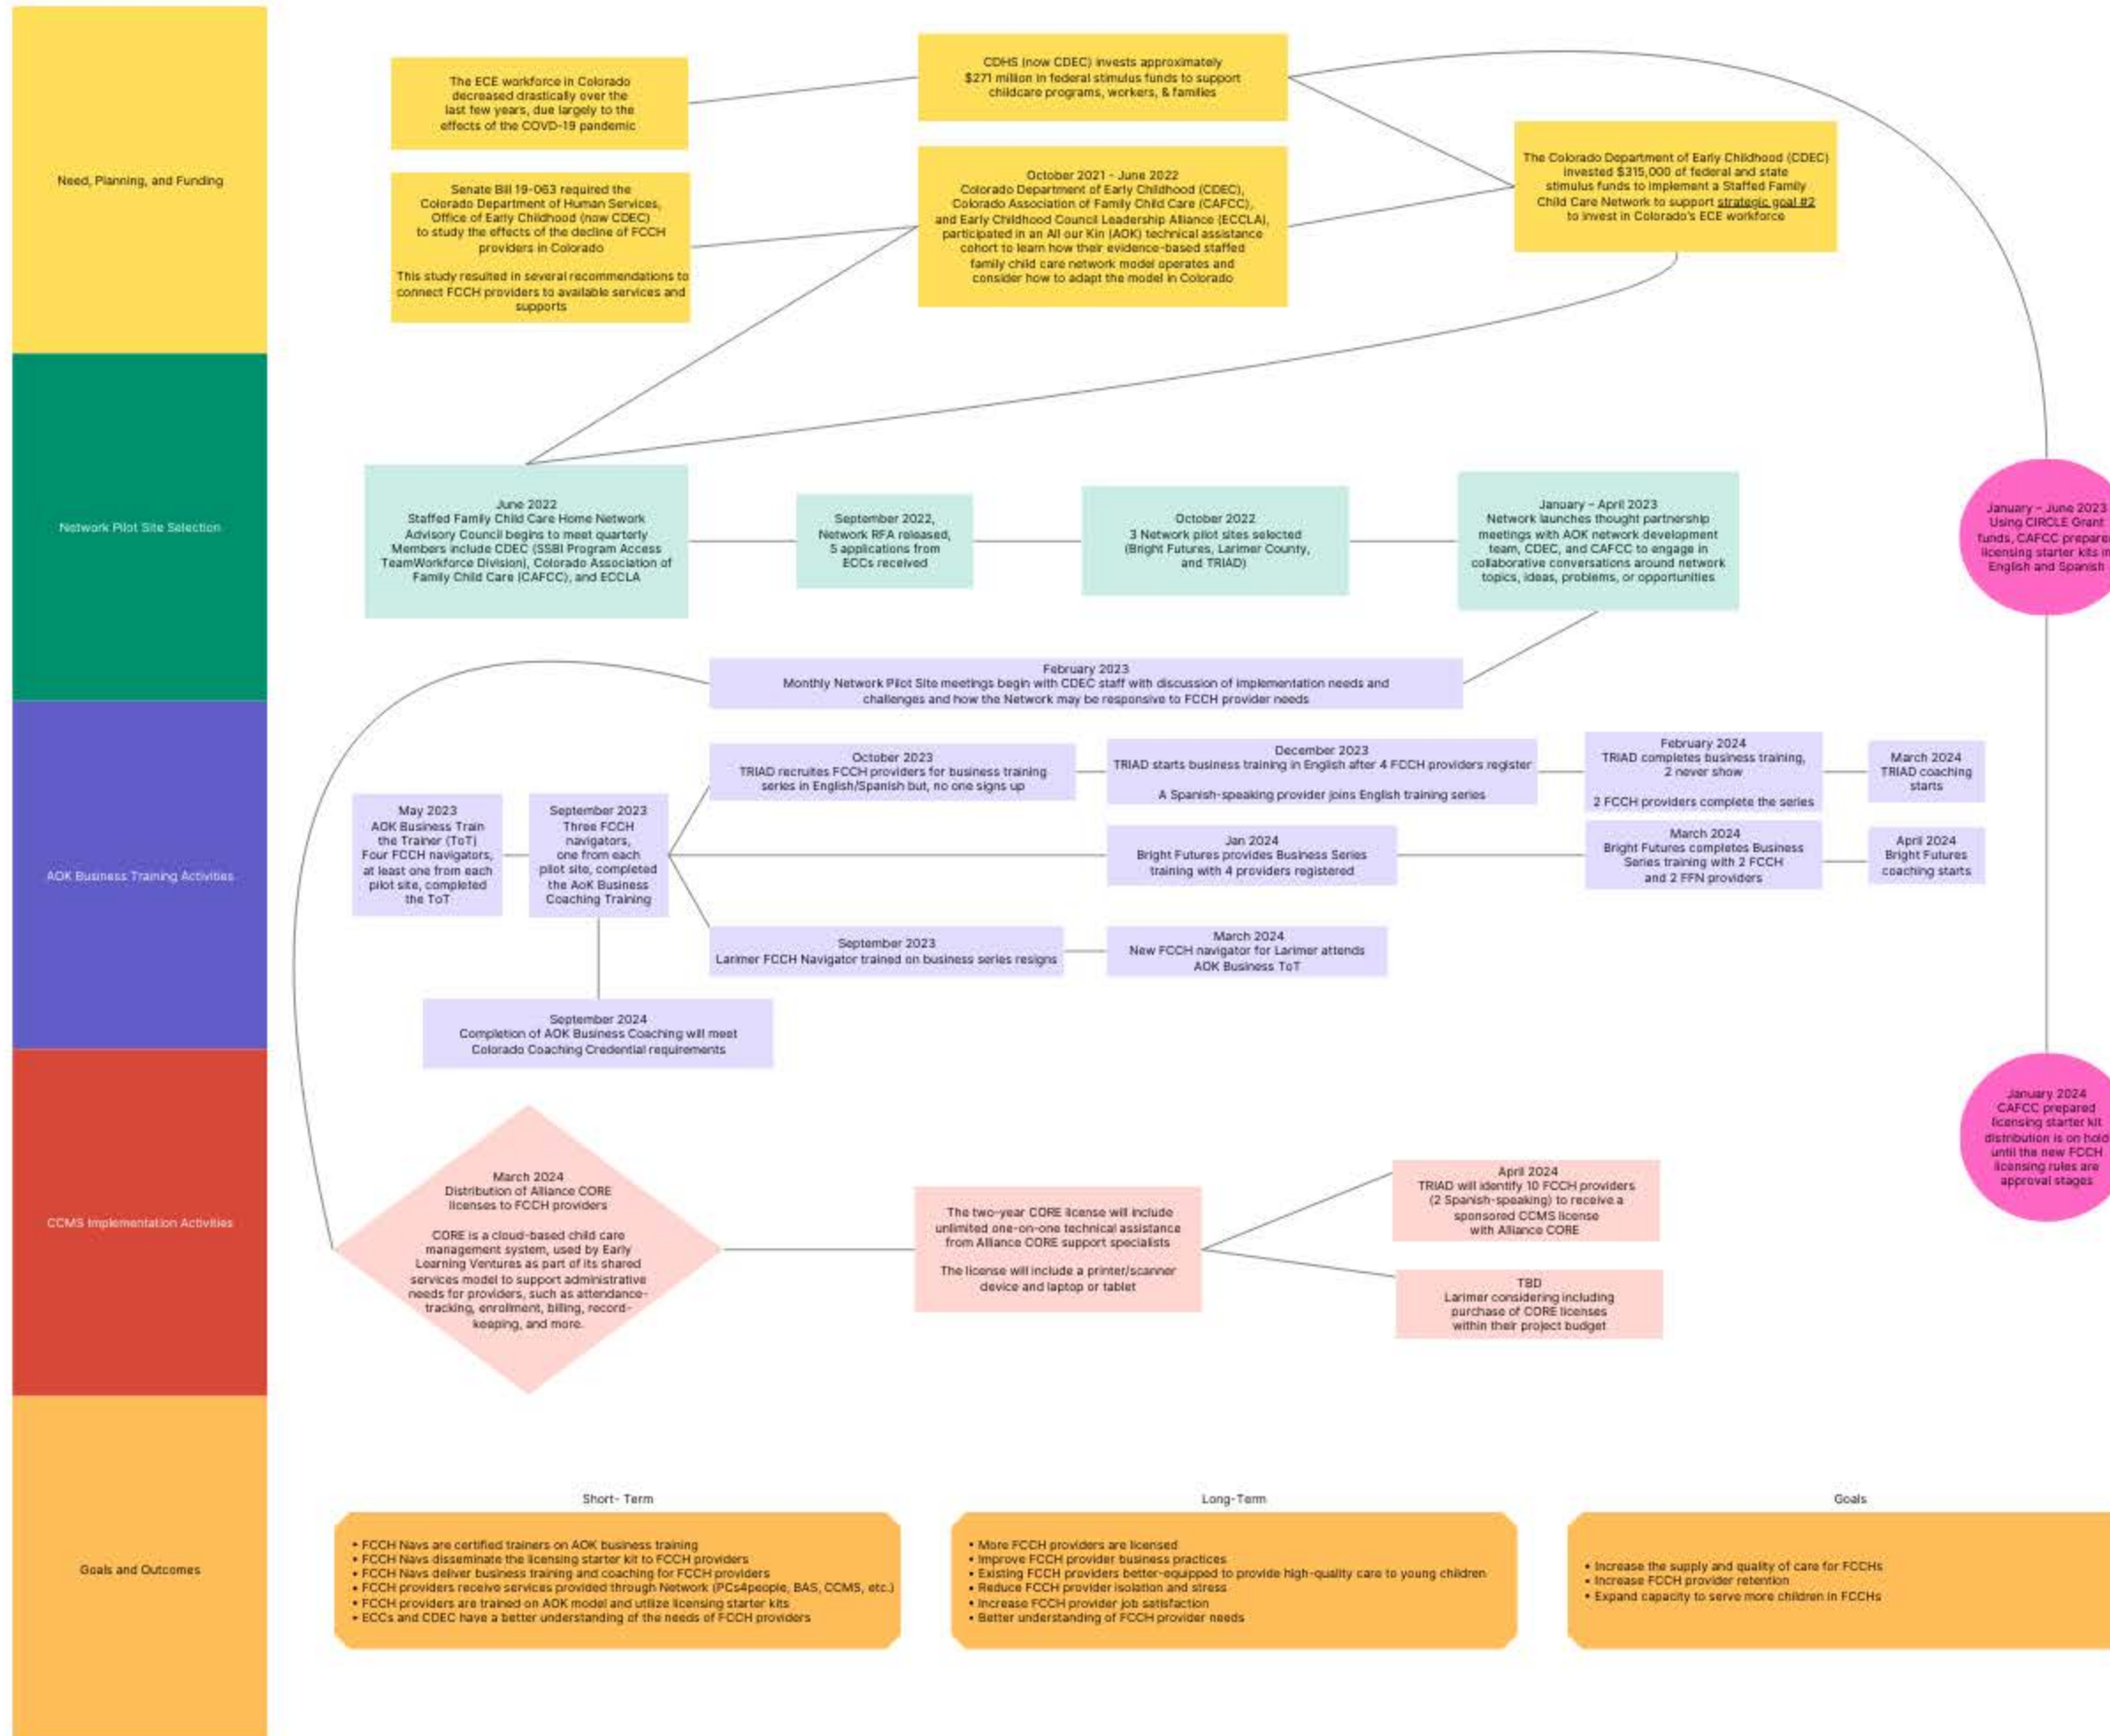 Need, Planning, and Funding
The ECE workforce in Colorado
decreased drastically over the
last few years, due largely to the
effects of the COVD-19 pandemic
CDHS (now CDEC) invests approximately
$271 million in federal stimulus funds to support
childcare programs, workers, & families
Senate Bill 19-063 required the
Colorado Department of Human Services,
Office of Early Childhood (now CDEC)
to study the effects of the decline of FCCH
providers in Colorado
This study resulted in several recommendations to
connect FCCH providers to available services and
supports
October 2021 - June 2022
Colorado Department of Early Childhood (CDEC),
Colorado Association of Family Child Care (CAFCC),
and Early Childhood Council Leadership Alliance (ECCLA),
participated in an All our Kin (AOK) technical assistance
cohort to learn how their evidence-based staffed
family child care network model operates and
consider how to adapt the model in Colorado
The Colorado Department of Early Childhood (CDEC)
invested $315,000 of federal and state
stimulus funds to implement a Staffed Family
Child Care Network to support strategic goal #2
to invest in Colorado's ECE workforce
Network Pilot Site Selection
June 2022
Staffed Family Child Care Home Network
Advisory Council begins to meet quarterly
Members include CDEC (SSBI Program Access
TeamWorkforce Division), Colorado Association of
Family Child Care (CAFCC), and ECCLA
September 2022,
Network RFA released,
5 applications from
ECCs received
October 2022
3 Network pilot sites selected
(Bright Futures, Larimer County,
and TRIAD)
January – April 2023
Network launches thought partnership
meetings with AOK network development
team, CDEC, and CAFCC to engage in
collaborative conversations around network
topics, ideas, problems, or opportunities
January – June 2023
Using CIRCLE Grant
funds, CAFCC prepared
licensing starter kits in
English and Spanish
February 2023
Monthly Network Pilot Site meetings begin with CDEC staff with discussion of implementation needs and
challenges and how the Network may be responsive to FCCH provider needs
AOK Business Training Activities
May 2023
AOK Business Train
the Trainer (ToT)
Four FCCH navigators,
at least one from each
pilot site, completed
the ToT
September 2023
Three FCCH
navigators,
one from each
pilot site, completed
the AoK Business
Coaching Training
October 2023
TRIAD recruites FCCH providers for business training
series in English/Spanish but, no one signs up
December 2023
TRIAD starts business training in English after 4 FCCH providers register
A Spanish-speaking provider joins English training series
February 2024
TRIAD completes business training,
2 never show
2 FCCH providers complete the series
March 2024
TRIAD coaching
starts
Jan 2024
Bright Futures provides Business Series
training with 4 providers registered
March 2024
Bright Futures completes Business
Series training with 2 FCCH
and 2 FFN providers
April 2024
Bright Futures
coaching starts
September 2023
Larimer FCCH Navigator trained on business series resigns
March 2024
New FCCH navigator for Larimer attends
AOK Business ToT
September 2024
Completion of AOK Business Coaching will meet
Colorado Coaching Credential requirements
CCMS Implementation Activities
March 2024
Distribution of Alliance CORE
licenses to FCCH providers
CORE is a cloud-based child care
management system, used by Early
Learning Ventures as part of its shared
services model to support administrative
needs for providers, such as attendance-
tracking, enrollment, billing, record-
keeping, and more.
The two-year CORE license will include
unlimited one-on-one technical assistance
from Alliance CORE support specialists
The license will include a printer/scanner
device and laptop or tablet
April 2024
TRIAD will identify 10 FCCH providers
(2 Spanish-speaking) to receive a
sponsored CCMS license
with Alliance CORE
TBD
Larimer considering including
purchase of CORE licenses
within their project budget
January 2024
CAFCC prepared
licensing starter kit
distribution is on hold
until the new FCCH
licensing rules are
approval stages
Goals and Outcomes
Short- Term
• FCCH Navs are certified trainers on AOK business training
• FCCH Navs disseminate the licensing starter kit to FCCH providers
• FCCH Navs deliver business training and coaching for FCCH providers
• FCCH providers receive services provided through Network (PCs4people, BAS, CCMS, etc.)
• FCCH providers are trained on AOK model and utilize licensing starter kits
• ECCs and CDEC have a better understanding of the needs of FCCH providers
Long-Term
• More FCCH providers are licensed
• Improve FCCH provider business practices
• Existing FCCH providers better-equipped to provide high-quality care to young children
• Reduce FCCH provider isolation and stress
• Increase FCCH provider job satisfaction
• Better understanding of FCCH provider needs
Goals
• Increase the supply and quality of care for FCCHs
• Increase FCCH provider retention
• Expand capacity to serve more children in FCCHs